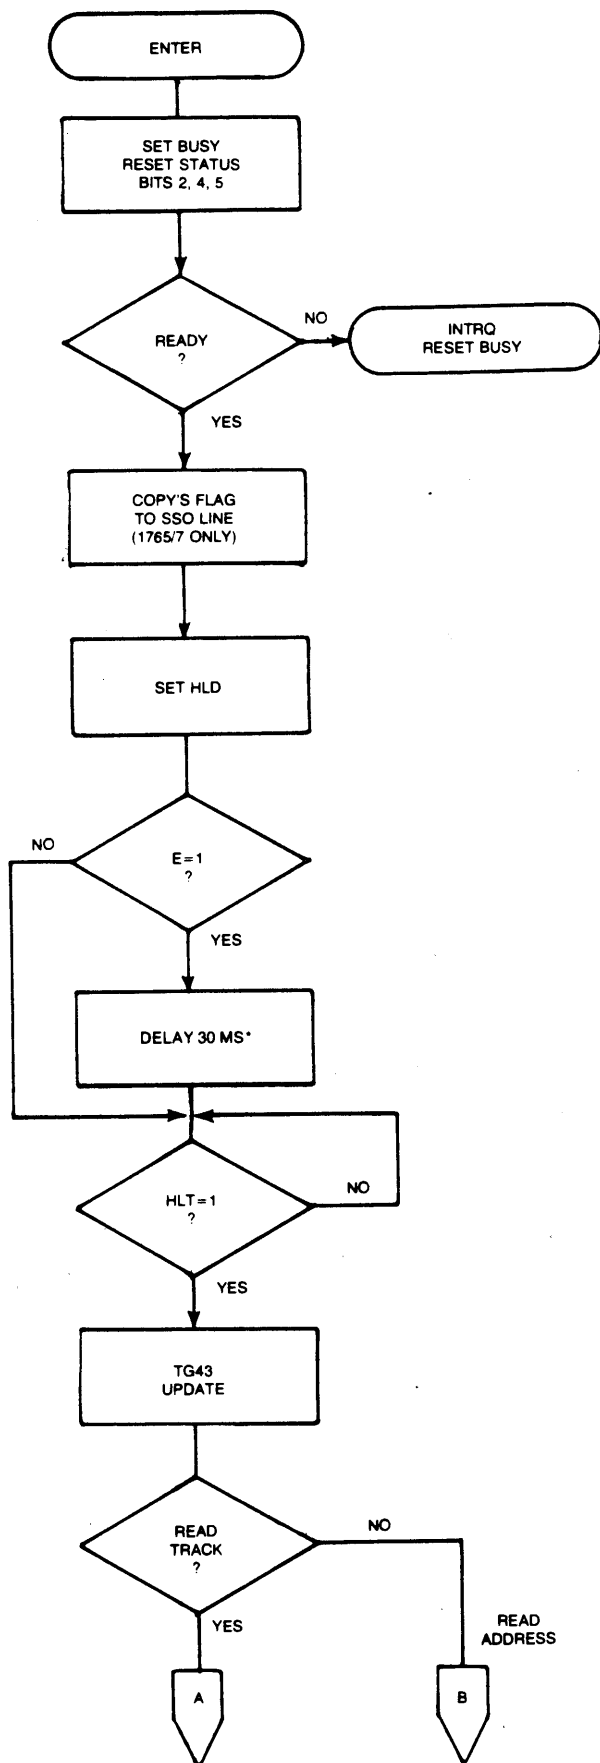 ENTER
SET BUSY
RESET STATUS
BITS 2, 4, 5
READY
?
NO
INTRQ
RESET BUSY
YES
COPY'S FLAG
TO SSO LINE
(1765/7 ONLY)
SET HLD
NO
E=1
?
YES
DELAY 30 MS*
HLT=1
?
NO
YES
TG43
UPDATE
READ
TRACK
?
NO
YES
READ
ADDRESS
A
B